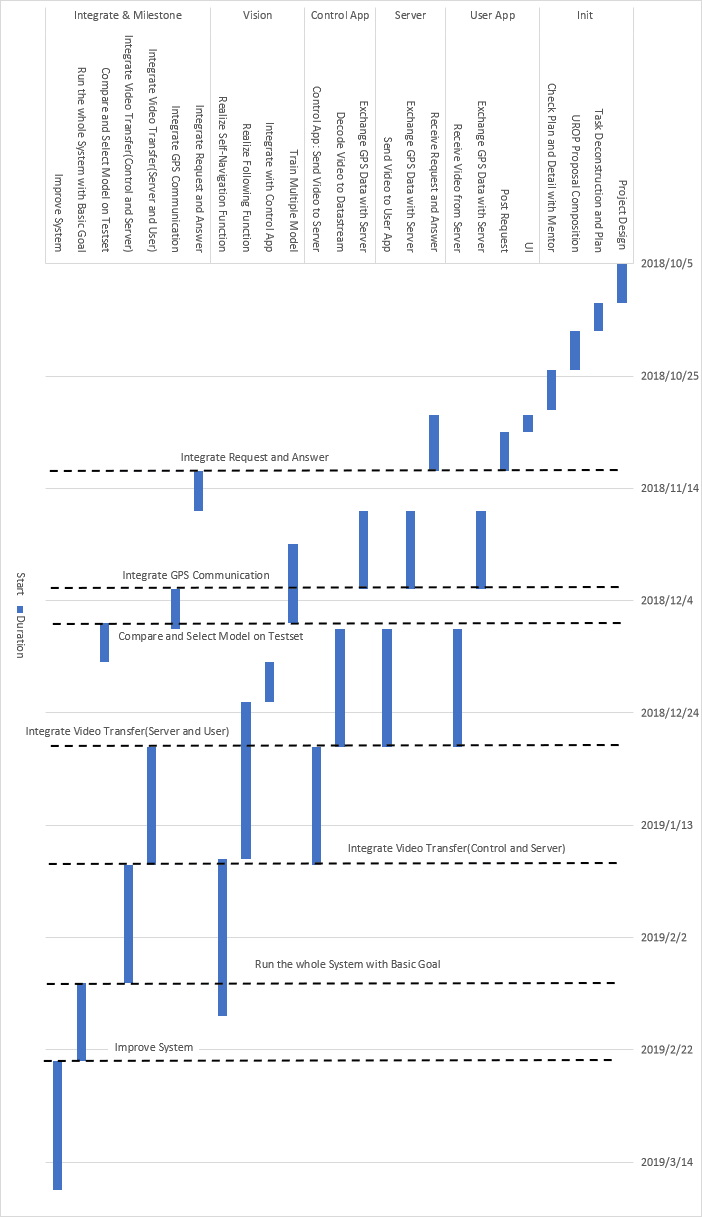 Integrate & Milestone
Vision
Control App
Server
User App
Init
Improve System
Run the whole System with Basic Goal
Compare and Select Model on Testset
Integrate Video Transfer(Control and Server)
Integrate Video Transfer(Server and User)
Integrate GPS Communication
Integrate Request and Answer
Realize Self-Navigation Function
Realize Following Function
Integrate with Control App
Train Multiple Model
Control App : Send Video to Server
Decode Video to Datastream
Exchange GPS Data with Server
Send Video to User App
Exchange GPS Data with Server
Receive Request and Answer
Receive Video from Server
Exchange GPS Data with Server
Post Request
UI
Check Plan and Detail with Mentor
UROP Proposal Composition
Task Deconstruction and Plan
Project Design
2018/10/5
2018/10/25
Integrate Request and Answer
2018/11/14
Integrate GPS Communication
2018/12/4
Compare and Select Model on Testset
2018/12/24
Integrate Video Transfer(Server and User)
2019/1/13
Integrate Video Transfer(Control and Server)
2019/2/2
Run the whole System with Basic Goal
Improve System
2019/2/22
2019/3/14
Start
Duration